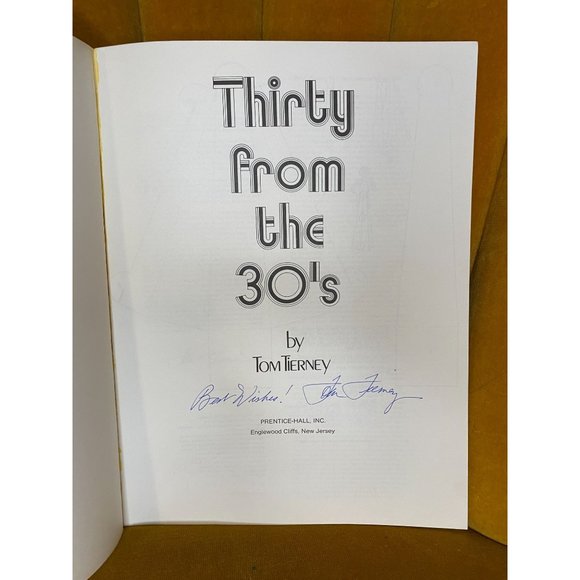 Thirty
from
the
30's
by
TOM TIERNEY
Best Wishes! Tom Tierney
PRENTICE-HALL, INC.
Englewood Cliffs, New Jersey